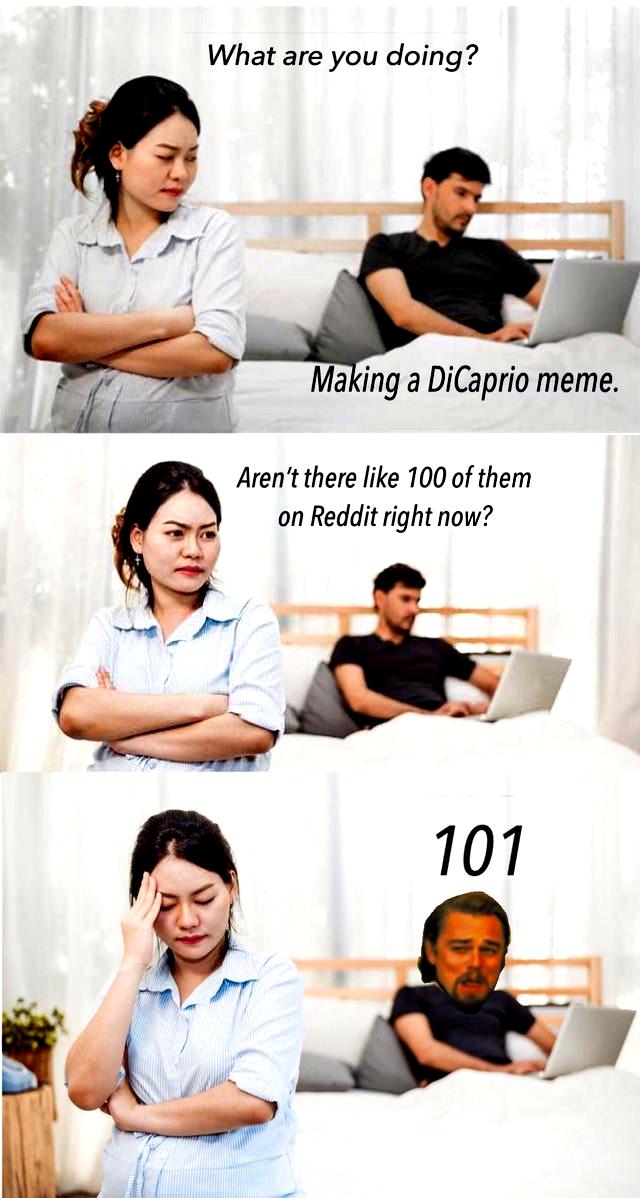 What are you doing?
Making a DiCaprio meme.
Aren't there like 100 of them
on Reddit right now?
101